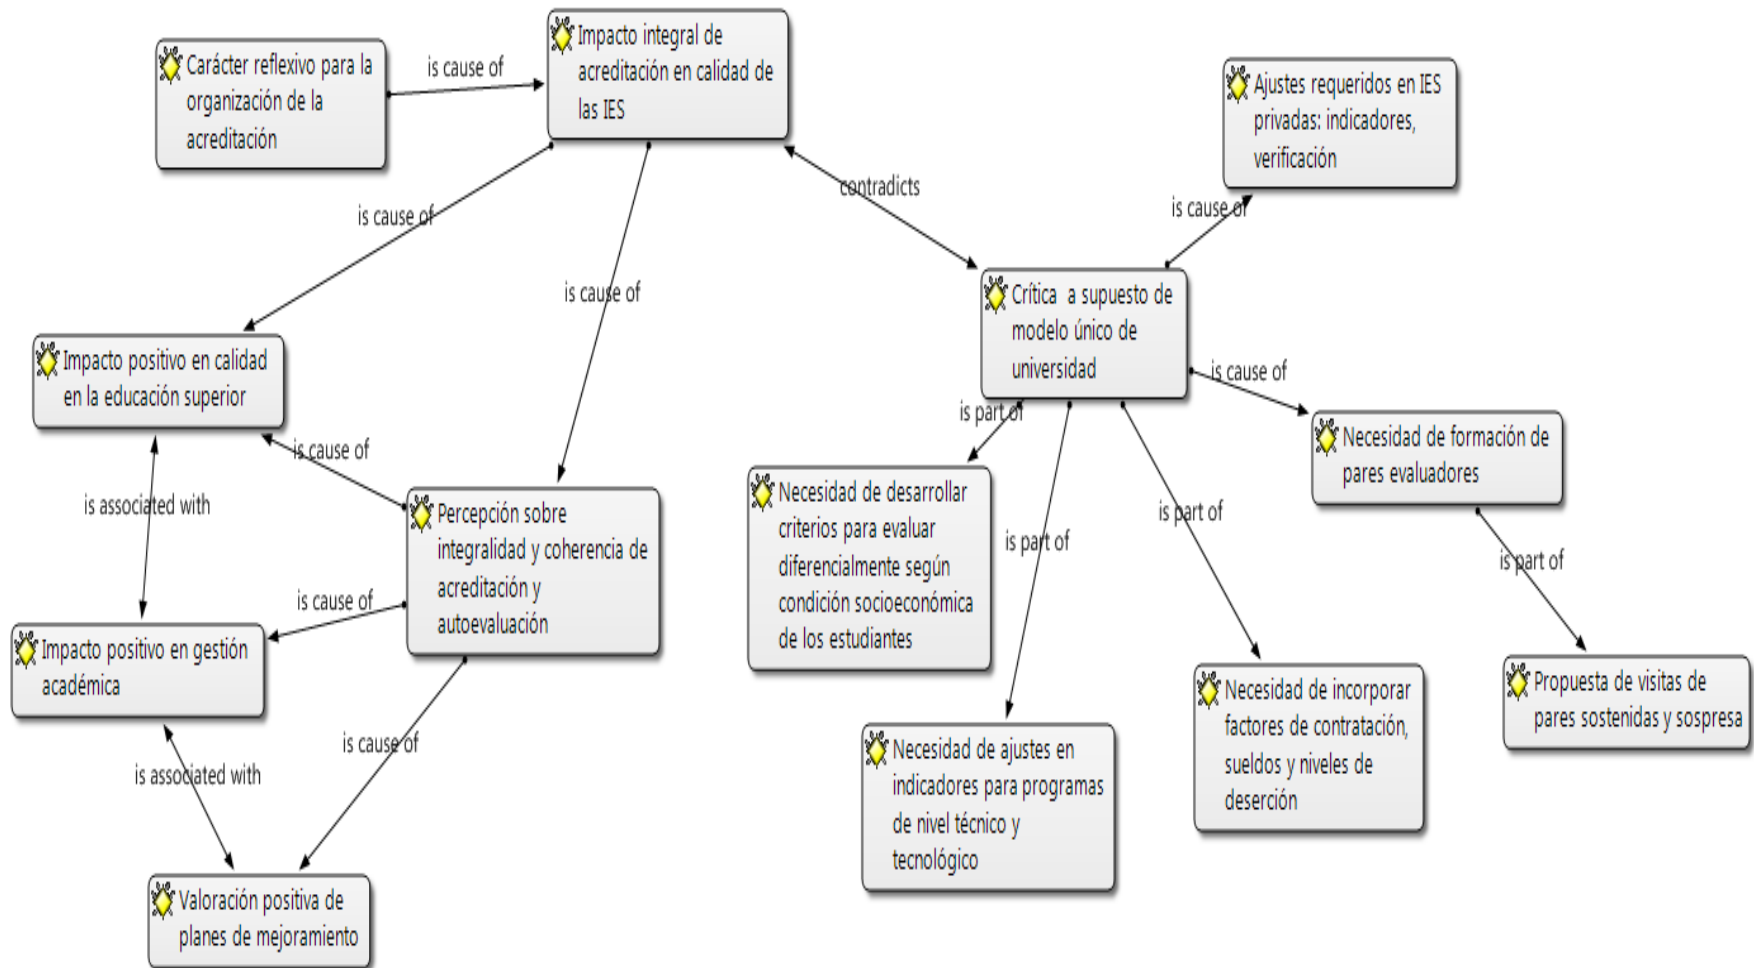 Carácter reflexivo para la
organización de la
acreditación
is cause of
Impacto integral de
acreditación en calidad de
las IES
Ajustes requeridos en IES
privadas: indicadores,
verificación
contradicts
is cause of
is cause of
is cause of
Crítica a supuesto de
modelo único de
universidad
Impacto positivo en calidad
en la educación superior
is cause of
is part of
Necesidad de formación de
pares evaluadores
is cause of
is associated with
Percepción sobre
integralidad y coherencia de
acreditación y
autoevaluación
Necesidad de desarrollar
criterios para evaluar
diferencialmente según
condición socioeconómica
de los estudiantes
is part of
is part of
is part of
is cause of
Impacto positivo en gestión
académica
Necesidad de incorporar
factores de contratación,
sueldos y niveles de
deserción
Propuesta de visitas de
pares sostenidas y sospresa
is cause of
is associated with
Necesidad de ajustes en
indicadores para programas
de nivel técnico y
tecnológico
Valoración positiva de
planes de mejoramiento